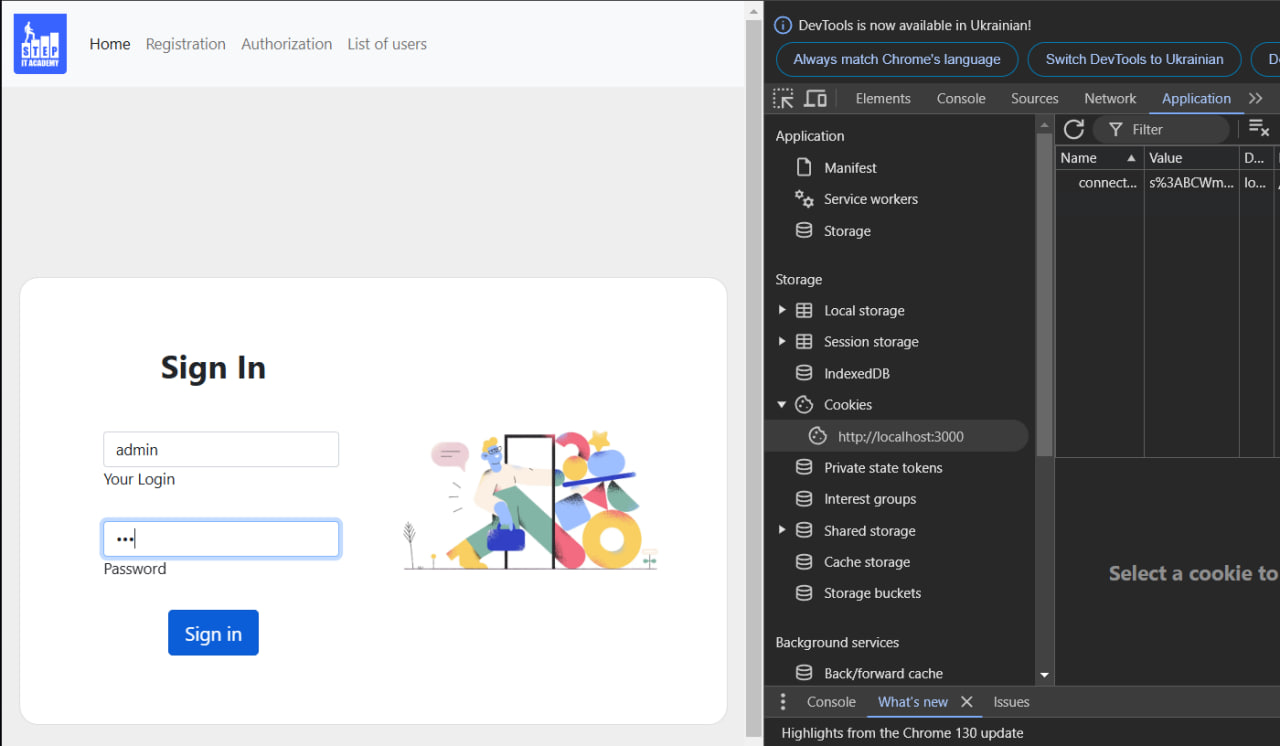 STEP
IT ACADEMY
Home Registration Authorization List of users
Sign In
admin
Your Login
•••
Password
Sign in
DevTools is now available in Ukrainian!
Always match Chrome's language Switch DevTools to Ukrainian
Elements Console Sources Network Application
Application
Manifest
Service workers
Storage
Storage
Local storage
Session storage
IndexedDB
Cookies
http://localhost:3000
Private state tokens
Interest groups
Shared storage
Cache storage
Storage buckets
Background services
Back/forward cache
Filter
Name Value D...
connect... s%3ABCWm... lo...
Select a cookie to
Console What's new Issues
Highlights from the Chrome 130 update